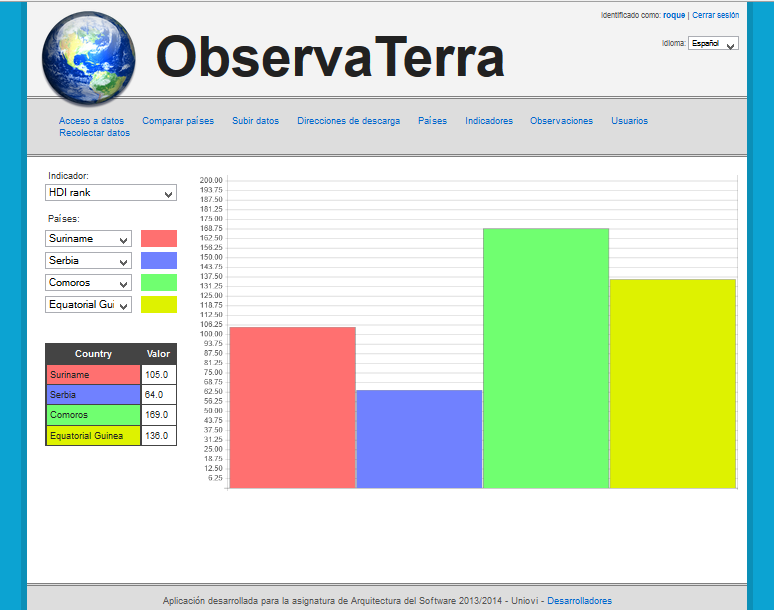 Identificado como: roque | Cerrar sesión
ObservaTerra
Idioma: Español
Acceso a datos Comparar países Subir datos Direcciones de descarga Países Indicadores Observaciones Usuarios
Recolectar datos
Indicador:
HDI rank
Países:
Suriname
Serbia
Comoros
Equatorial Gui
Country Valor
Suriname 105.0
Serbia 64.0
Comoros 169.0
Equatorial Guinea 136.0
200.00
193.75
187.50
181.25
175.00
168.75
162.50
156.25
150.00
143.75
137.50
131.25
125.00
118.75
112.50
106.25
100.00
93.75
87.50
81.25
75.00
68.75
62.50
56.25
50.00
43.75
37.50
31.25
25.00
18.75
12.50
6.25
Aplicación desarrollada para la asignatura de Arquitectura del Software 2013/2014 - Uniovi - Desarrolladores